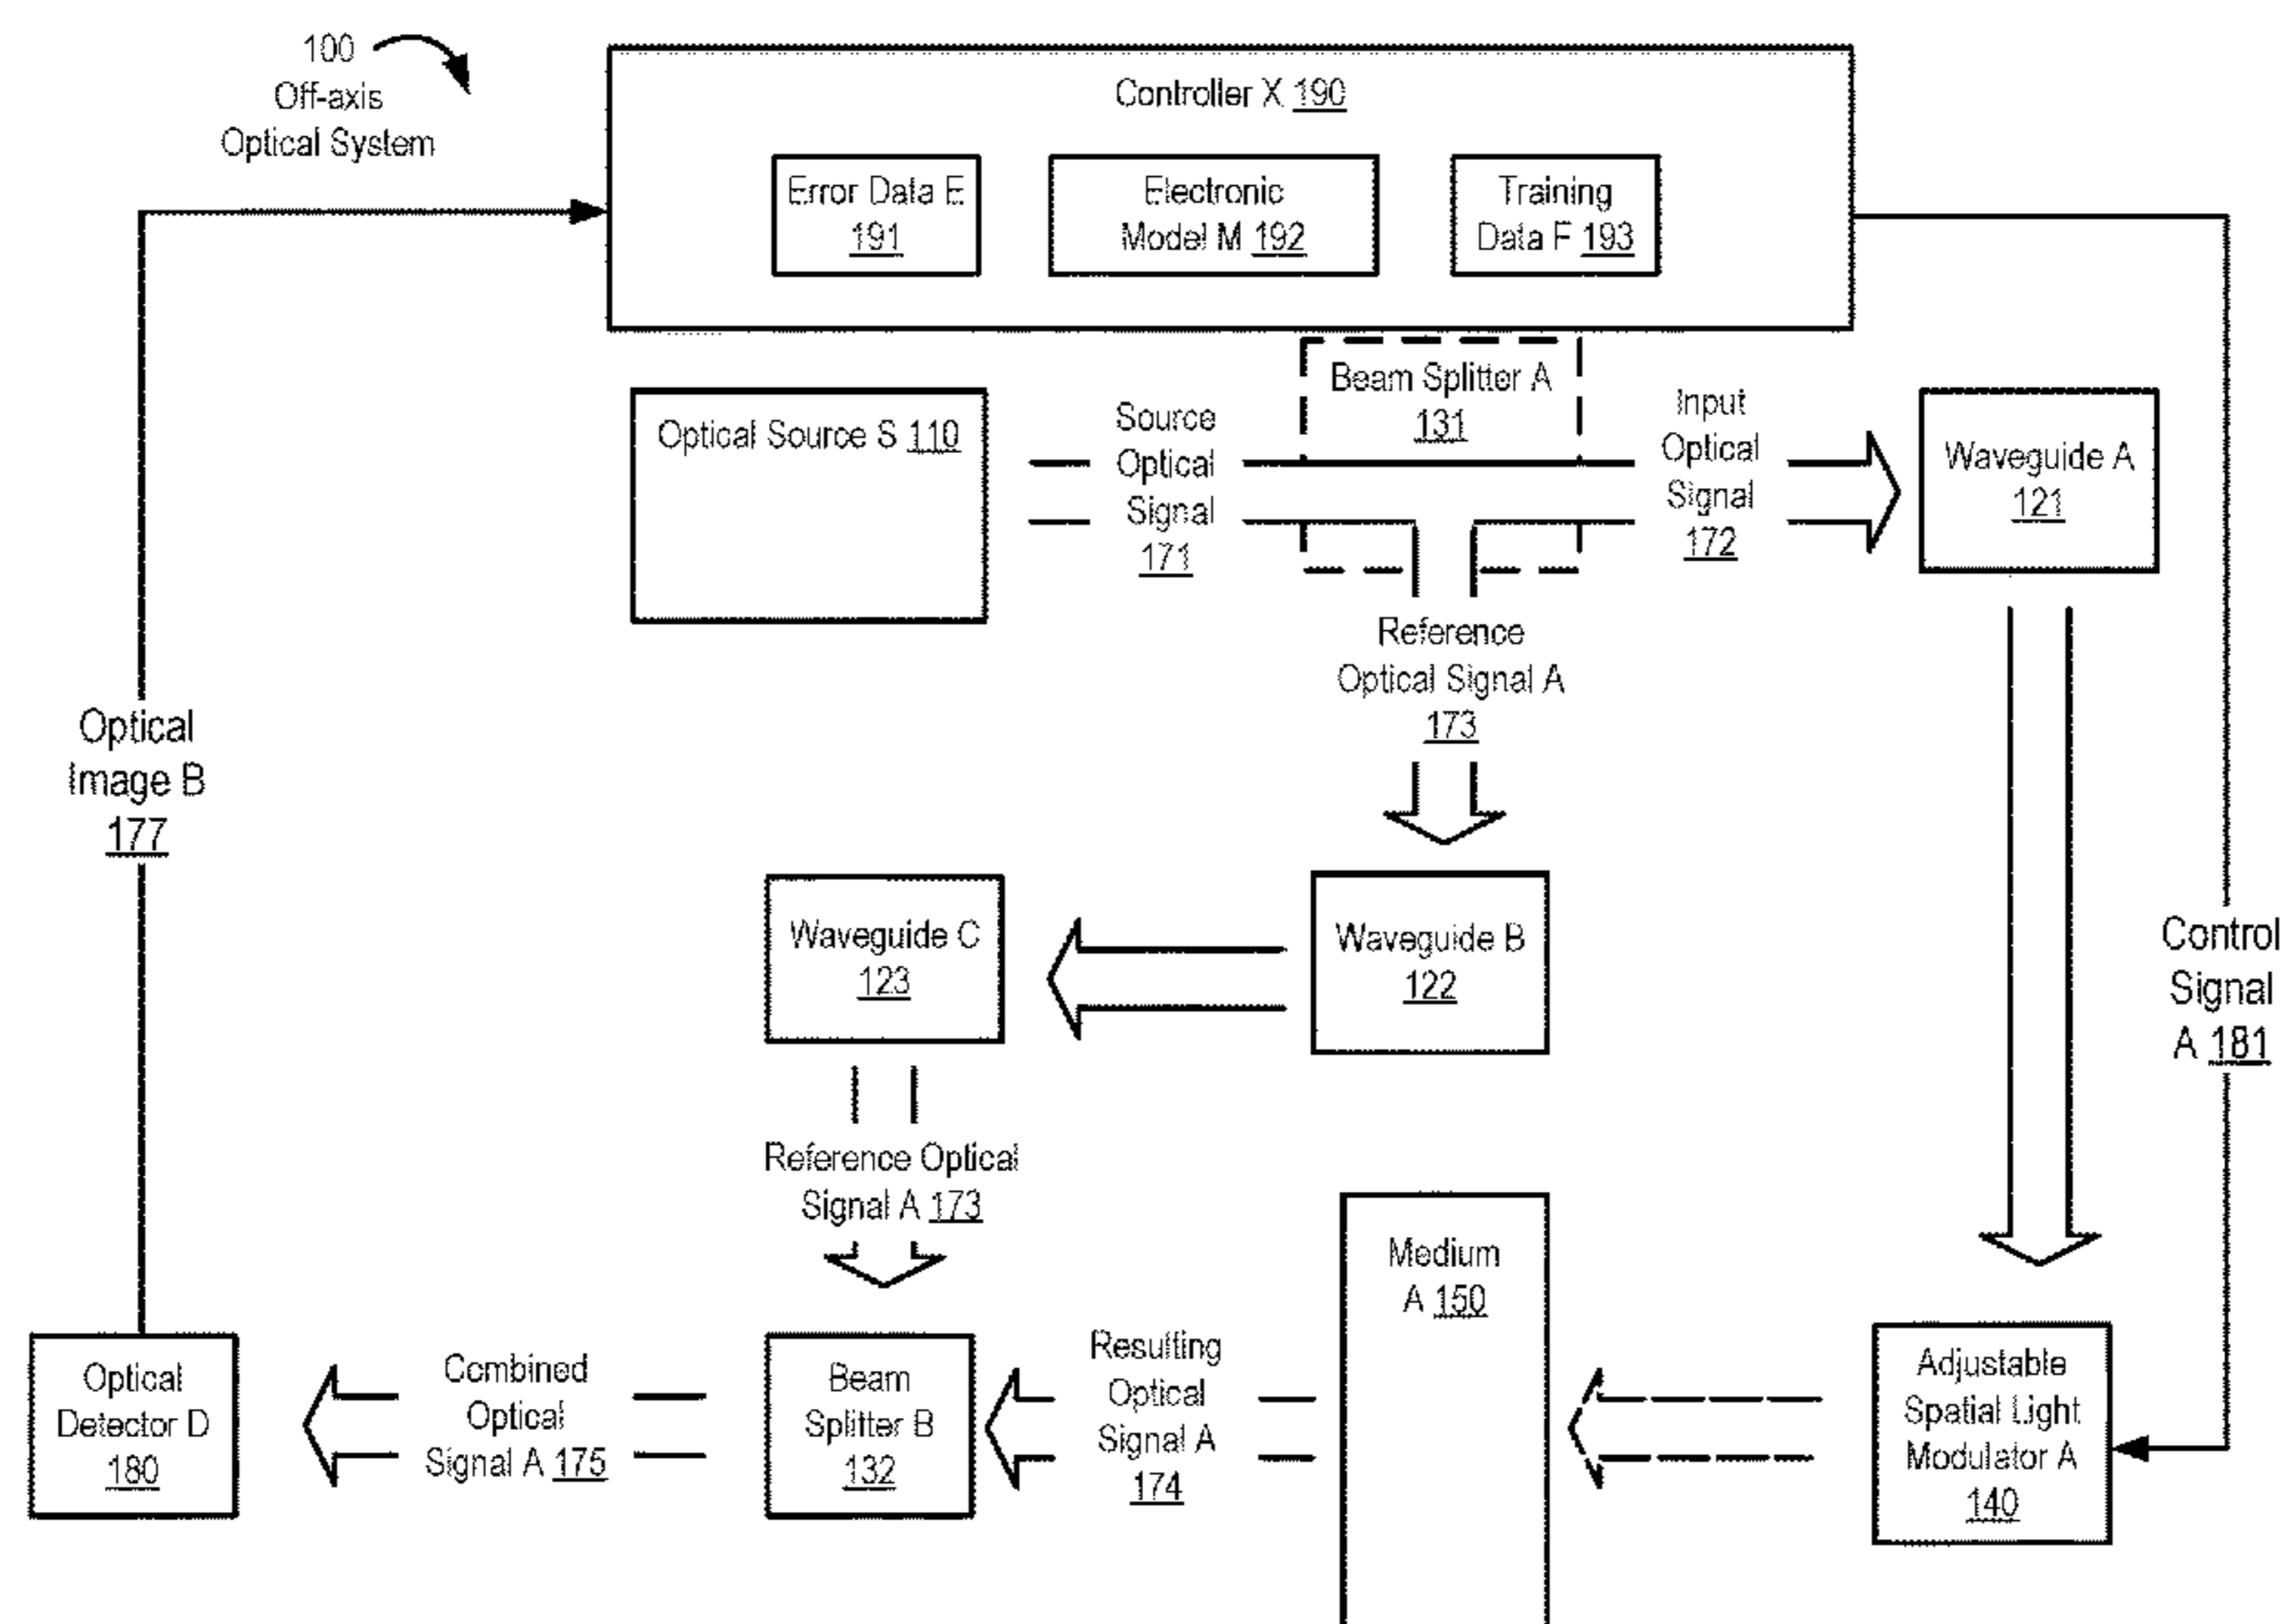 100
Off-axis
Optical System
Controller X 190
Error Data E
191
Electronic
Model M 192
Training
Data F 193
Optical Source S 110
Source
Optical
Signal
171
Beam Splitter A
131
Input
Optical
Signal
172
Waveguide A
121
Reference
Optical Signal A
173
Optical
Image B
177
Waveguide C
123
Waveguide B
122
Control
Signal
A 181
Reference Optical
Signal A 173
Medium
A 150
Optical
Detector D
180
Combined
Optical
Signal A 175
Beam
Splitter B
132
Resulting
Optical
Signal A
174
Adjustable
Spatial Light
Modulator A
140